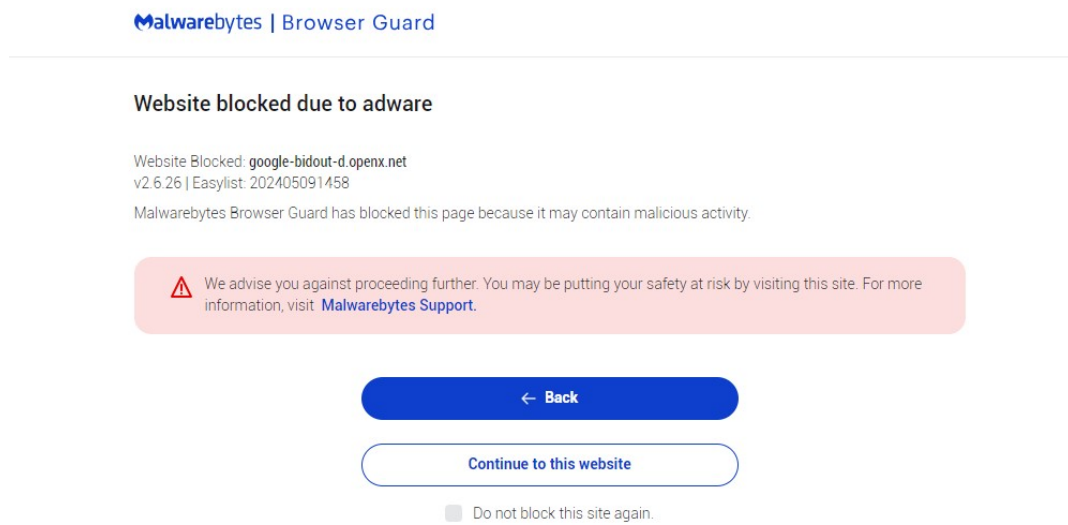 Malwarebytes | Browser Guard
Website blocked due to adware
Website Blocked: google-bidout-d.openx.net
v2.6.26 | Easylist: 202405091458
Malwarebytes Browser Guard has blocked this page because it may contain malicious activity.
We advise you against proceeding further. You may be putting your safety at risk by visiting this site. For more
information, visit Malwarebytes Support.
← Back
Continue to this website
Do not block this site again.